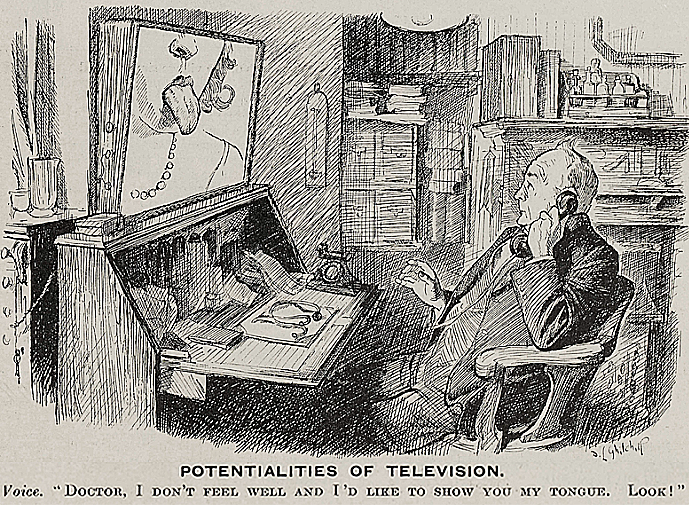 POTENTIALITIES OF TELEVISION.
Voice. "DOCTOR, I DON'T FEEL WELL AND I'D LIKE TO SHOW YOU MY TONGUE. LOOK!"